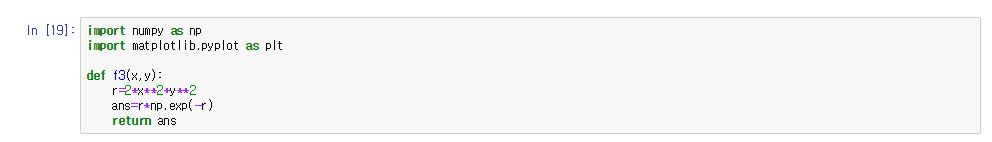 In [19]:
import numpy as np
import matplotlib.pyplot as plt

def f3(x,y):
    r=2*x**2+y**2
    ans=r*np.exp(-r)
    return ans